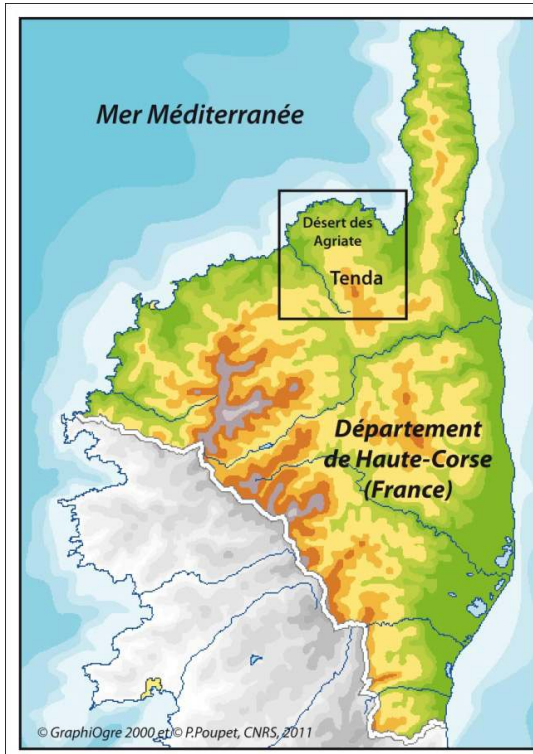 Mer Méditerranée
Désert des
Agriate
Tenda
Département
de Haute-Corse
(France)
© GraphiOgre 2000 et © P.Poupet, CNRS, 2011